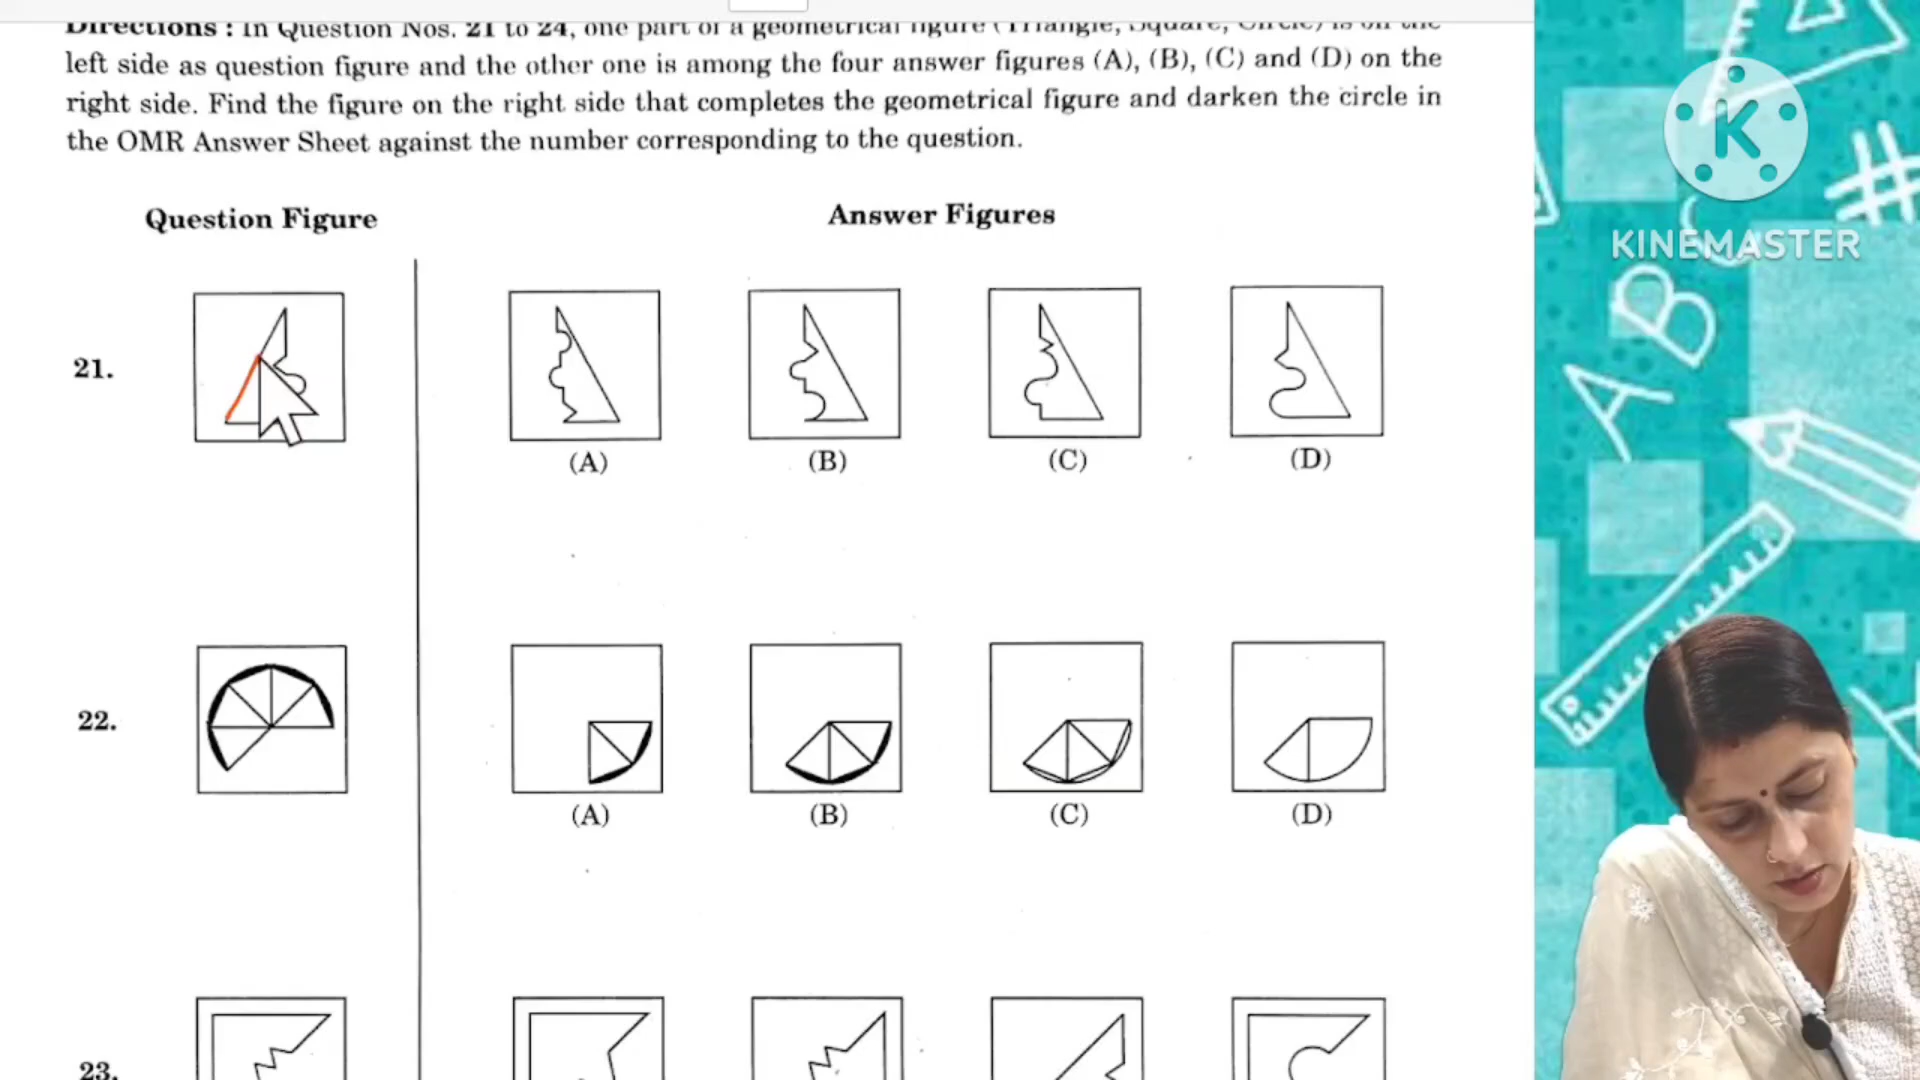 Directions : In Question Nos. 21 to 24, one part of a geometrical figure (Triangle, Square, Circle) is on the
left side as question figure and the other one is among the four answer figures (A), (B), (C) and (D) on the
right side. Find the figure on the right side that completes the geometrical figure and darken the circle in
the OMR Answer Sheet against the number corresponding to the question.
Question Figure
Answer Figures
21.
(A)
(B)
(C)
(D)
22.
(A)
(B)
(C)
(D)
23.
K
KINEMASTER
A B C
#